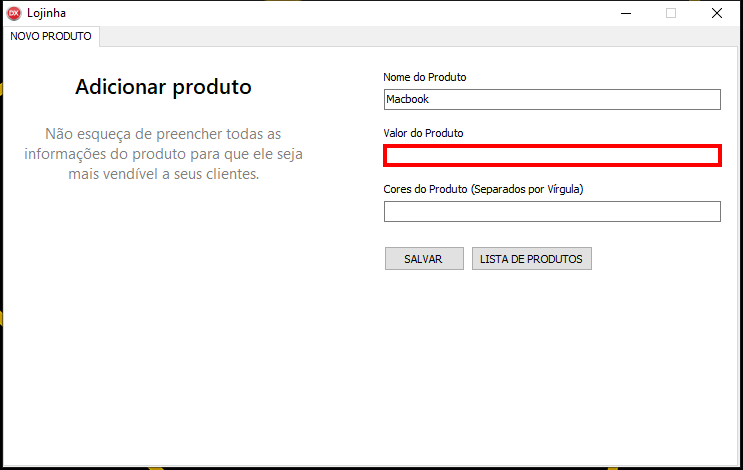 DX Lojinha
NOVO PRODUTO
Adicionar produto
Não esqueça de preencher todas as
informações do produto para que ele seja
mais vendível a seus clientes.
Nome do Produto
Macbook
Valor do Produto
Cores do Produto (Separados por Vírgula)
SALVAR LISTA DE PRODUTOS